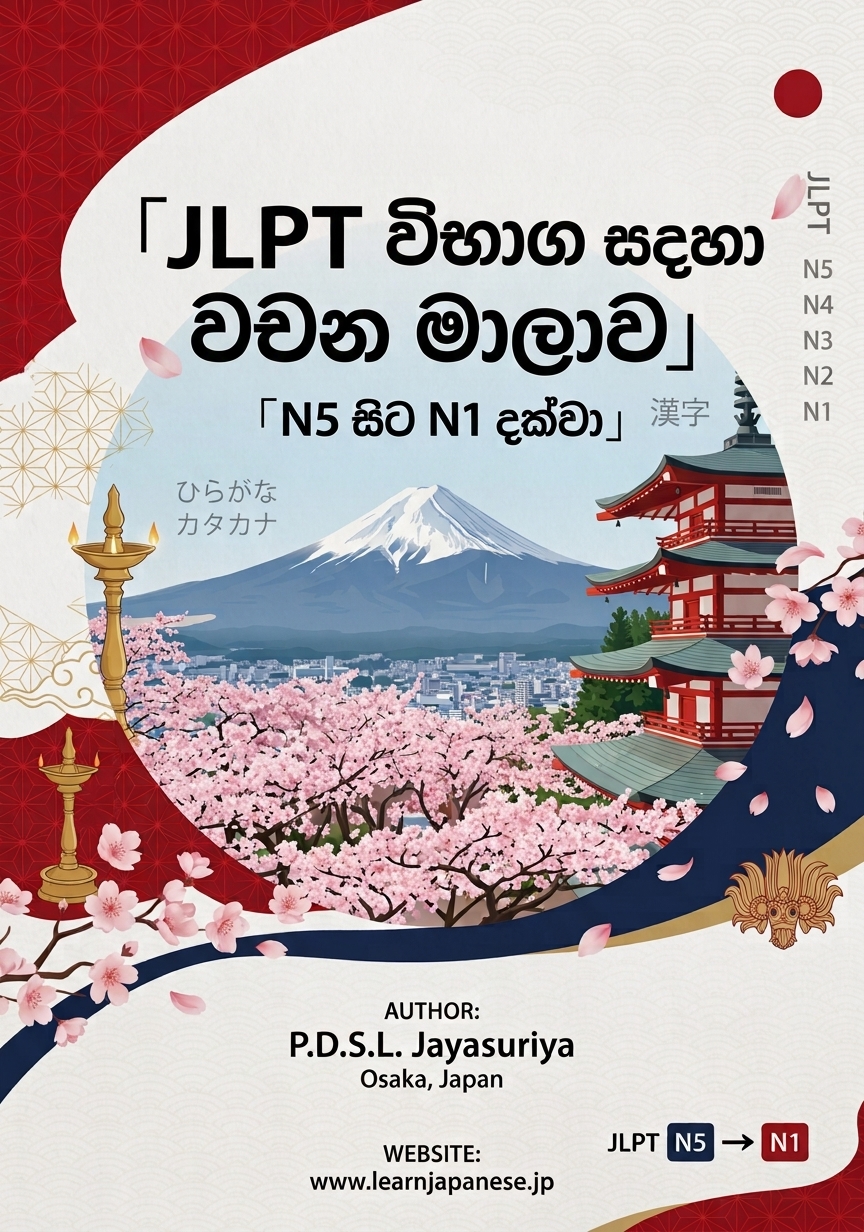 「JLPT විභාග සඳහා
වචන මාලාව」
「N5 සිට N1 දක්වා」
漢字
ひらがな
カタカナ
JLPT
N5
N4
N3
N2
N1
AUTHOR:
P.D.S.L. Jayasuriya
Osaka, Japan
WEBSITE:
www.learnjapanese.jp
JLPT N5 → N1